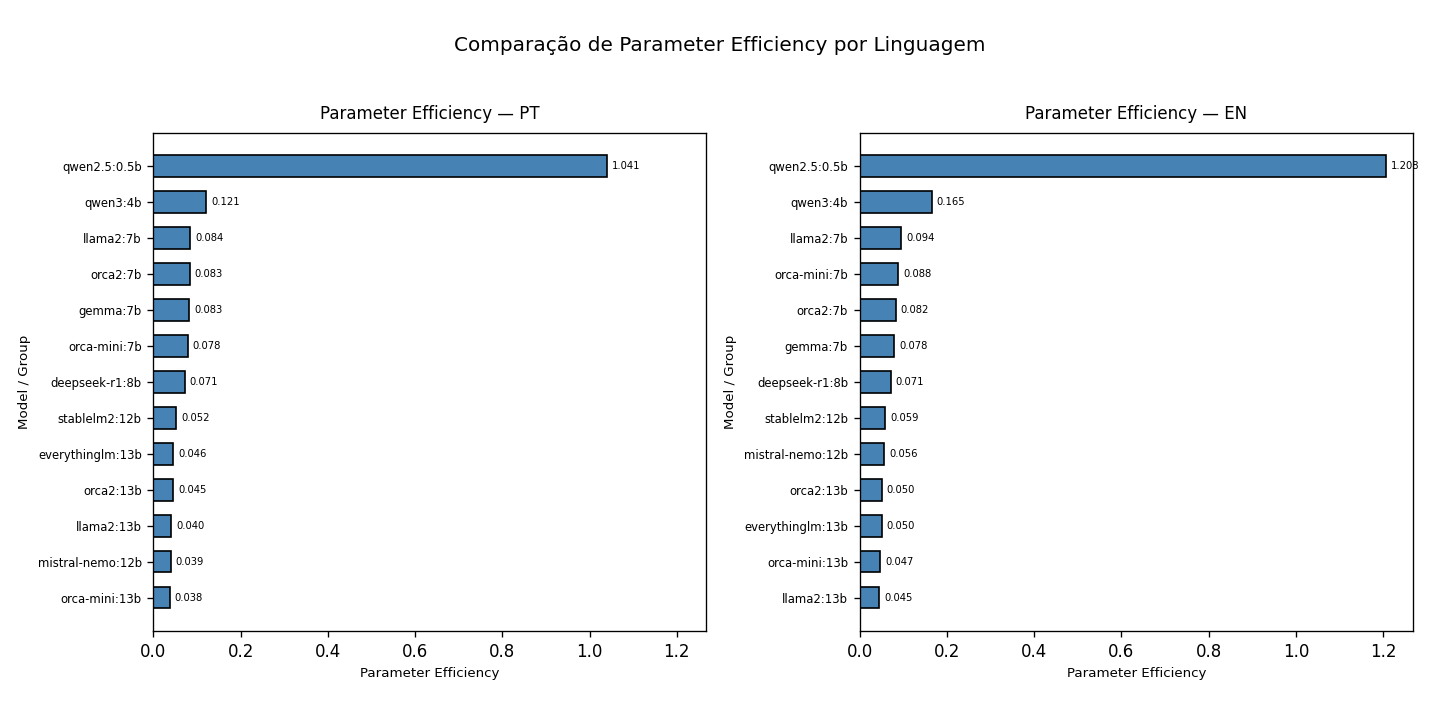 Comparação de Parameter Efficiency por Linguagem
Parameter Efficiency — PT
Model / Group
qwen2.5:0.5b 1.041
qwen3:4b 0.121
llama2:7b 0.084
orca2:7b 0.083
gemma:7b 0.083
orca-mini:7b 0.078
deepseek-r1:8b 0.071
stablelm2:12b 0.052
everythinglm:13b 0.046
orca2:13b 0.045
llama2:13b 0.040
mistral-nemo:12b 0.039
orca-mini:13b 0.038
0.0 0.2 0.4 0.6 0.8 1.0 1.2
Parameter Efficiency
Parameter Efficiency — EN
Model / Group
qwen2.5:0.5b 1.208
qwen3:4b 0.165
llama2:7b 0.094
orca-mini:7b 0.088
orca2:7b 0.082
gemma:7b 0.078
deepseek-r1:8b 0.071
stablelm2:12b 0.059
mistral-nemo:12b 0.056
orca2:13b 0.050
everythinglm:13b 0.050
orca-mini:13b 0.047
llama2:13b 0.045
0.0 0.2 0.4 0.6 0.8 1.0 1.2
Parameter Efficiency